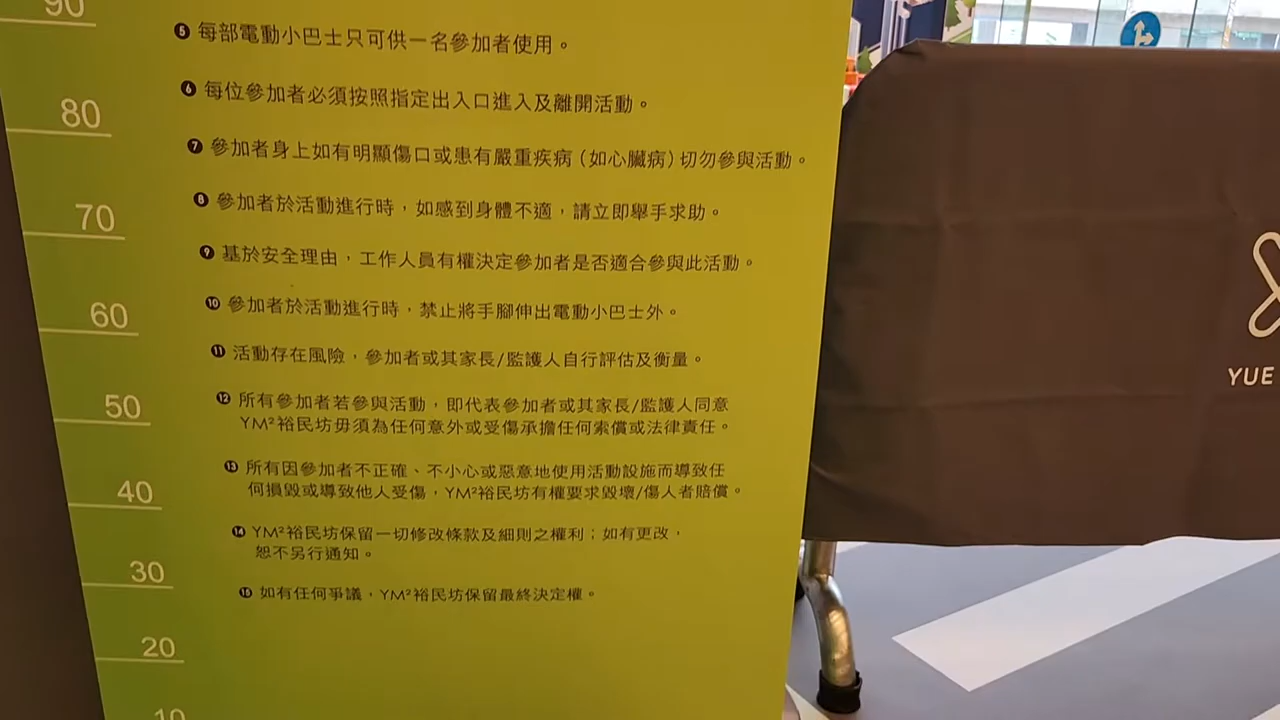 90
❺ 每部電動小巴士只可供一名參加者使用。
❻ 每位參加者必須按照指定出入口進入及離開活動。
80
❼ 參加者身上如有明顯傷口或患有嚴重疾病（如心臟病）切勿參與活動。
❽ 參加者於活動進行時，如感到身體不適，請立即舉手求助。
70
❾ 基於安全理由，工作人員有權決定參加者是否適合參與此活動。
❿ 參加者於活動進行時，禁止將手腳伸出電動小巴士外。
60
⓫ 活動存在風險，參加者或其家長/監護人自行評估及衡量。
⓬ 所有參加者若參與活動，即代表參加者或其家長/監護人同意
YM²裕民坊毋須為任何意外或受傷承擔任何索償或法律責任。
50
⓭ 所有因參加者不正確、不小心或惡意地使用活動設施而導致任
何損毀或導致他人受傷，YM²裕民坊有權要求毀壞/傷人者賠償。
40
⓮ YM²裕民坊保留一切修改條款及細則之權利；如有更改，
恕不另行通知。
30
⓯ 如有任何爭議，YM²裕民坊保留最終決定權。
20
10
YUE